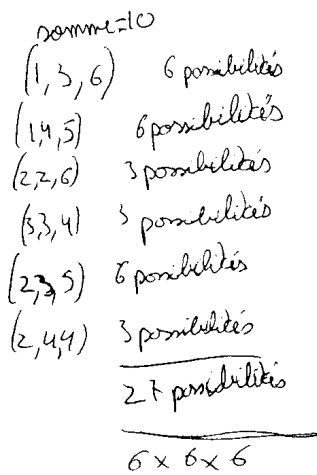 somme=10
(1,3,6) 6 possibilités
(1,4,5) 6 possibilités
(2,2,6) 3 possibilités
(3,3,4) 3 possibilités
(2,3,5) 6 possibilités
(2,4,4) 3 possibilités
27 possibilités
6 × 6 × 6